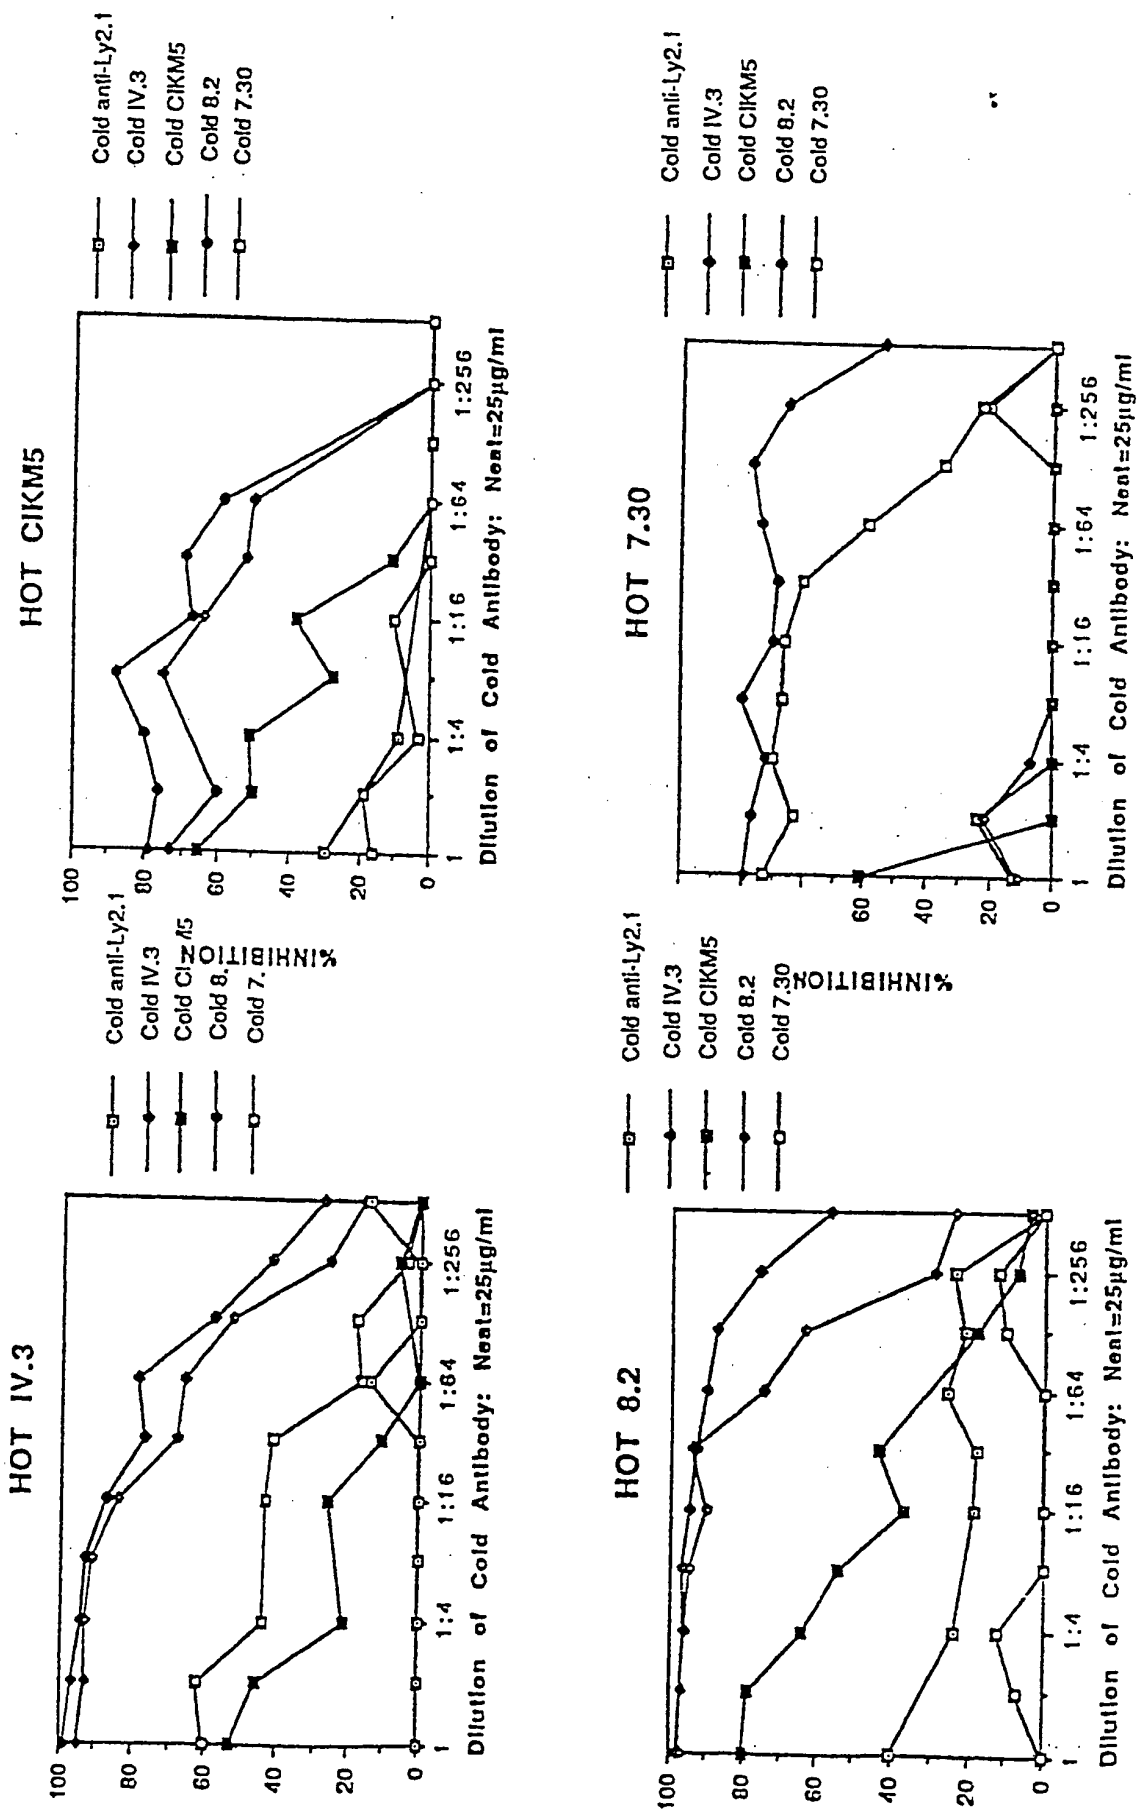 HOT IV.3
100
80
60
40
20
0
1
1:4
1:16
1:64
1:256
Dilution of Cold Antibody: Neat=25µg/ml
Cold anti-Ly2.1
Cold IV.3
Cold 8.
Cold 7.
HOT CIKM5
%INHIBITION
100
80
60
40
20
0
1
1:4
1:16
1:64
1:256
Dilution of Cold Antibody: Neat=25µg/ml
Cold anti-Ly2.1
Cold IV.3
Cold CIKM5
Cold 8.2
Cold 7.30
HOT 8.2
100
80
60
40
20
0
1
1:4
1:16
1:64
1:256
Dilution of Cold Antibody: Neat=25µg/ml
Cold anti-Ly2.1
Cold IV.3
Cold CIKM5
Cold 8.2
Cold 7.30
HOT 7.30
%INHIBITION
60
40
20
0
1
1:4
1:16
1:64
1:256
Dilution of Cold Antibody: Neat=25µg/ml
Cold anti-Ly2.1
Cold IV.3
Cold CIKM5
Cold 8.2
Cold 7.30